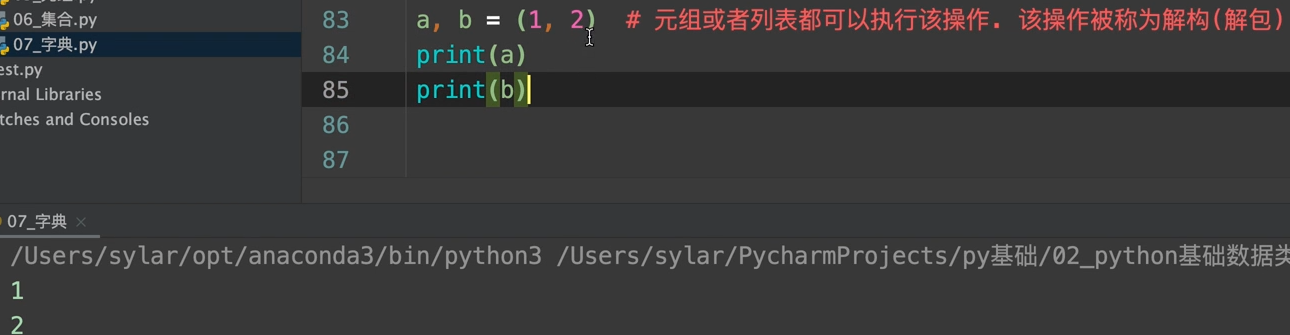 06_集合.py
07_字典.py
est.py
rnal Libraries
tches and Consoles
83 a, b = (1, 2)  # 元组或者列表都可以执行该操作. 该操作被称为解构(解包)
84 print(a)
85 print(b)
86
87
07_字典 ×
/Users/sylar/opt/anaconda3/bin/python3 /Users/sylar/PycharmProjects/py基础/02_python基础数据类
1
2